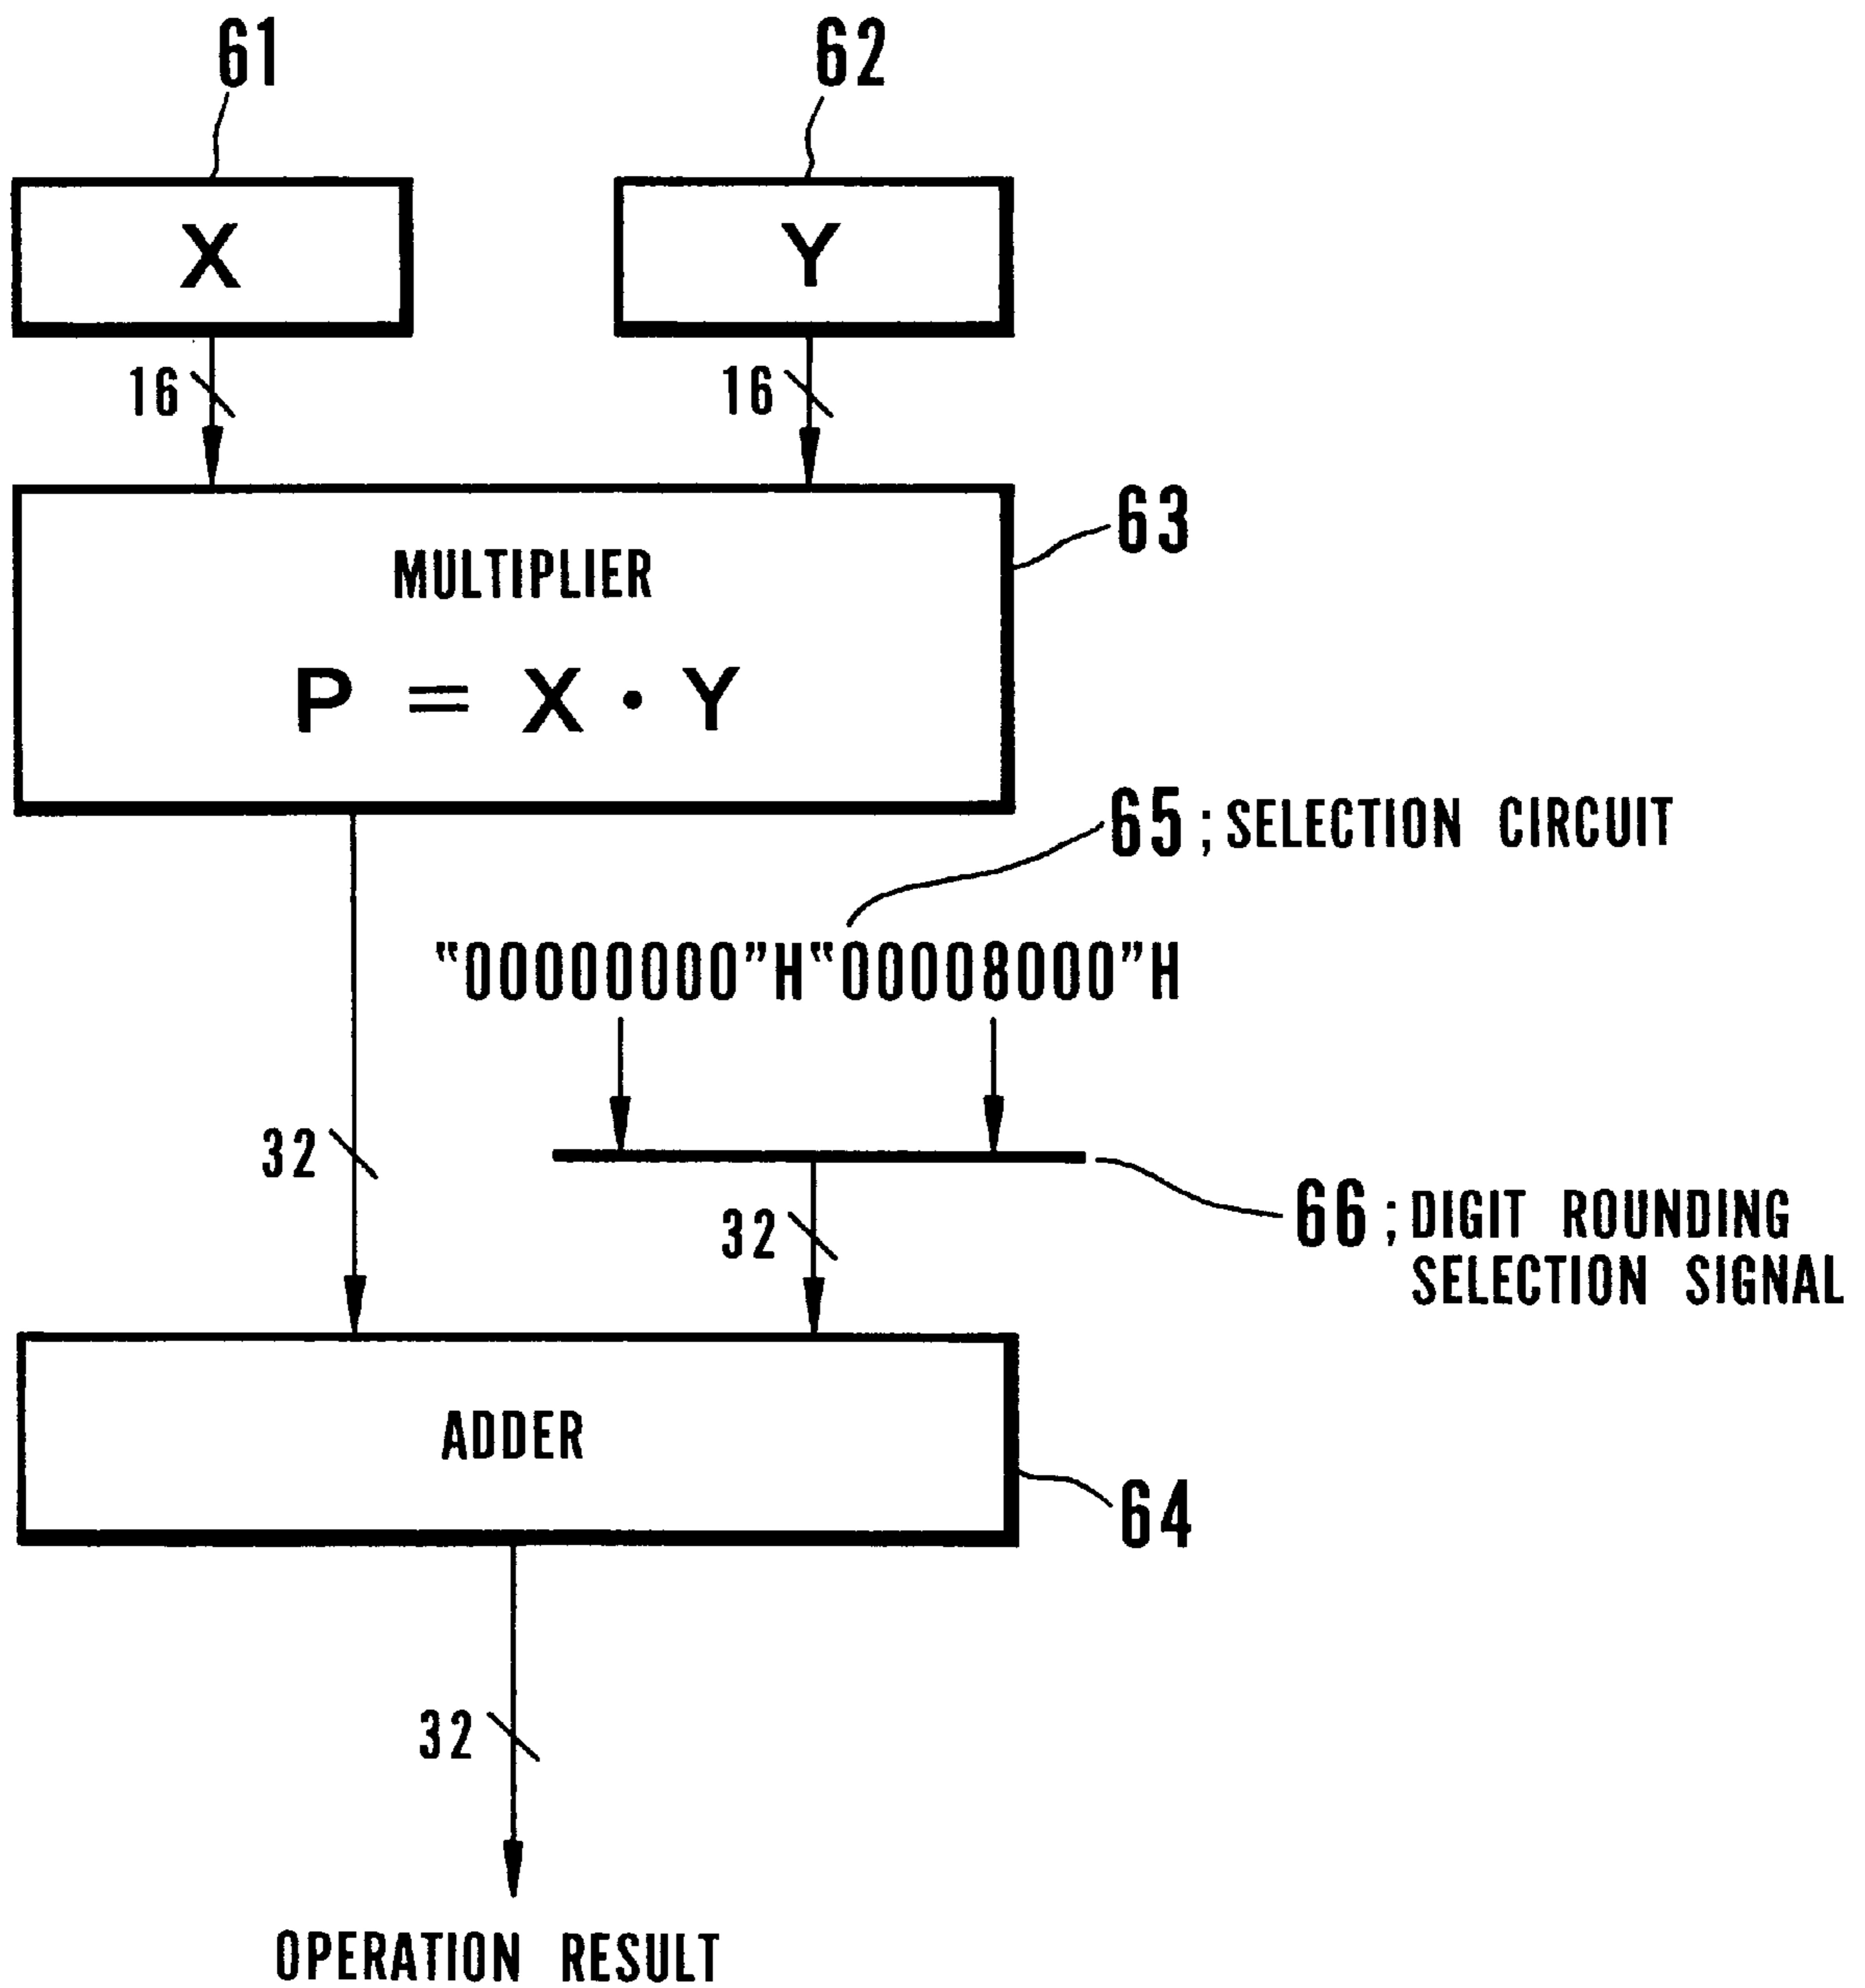 61
62
X
Y
16
16
63
MULTIPLIER
P = X · Y
65 ; SELECTION CIRCUIT
"00000000"H"00008000"H
32
32
66 ; DIGIT ROUNDING
SELECTION SIGNAL
ADDER
64
32
OPERATION RESULT